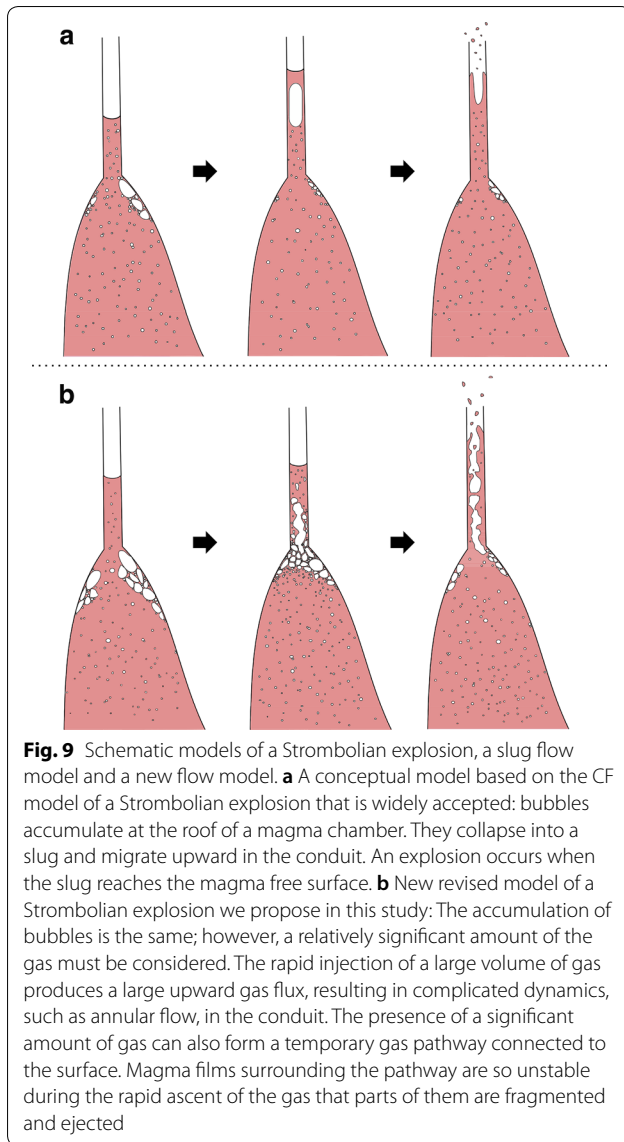 a
b
Fig. 9 Schematic models of a Strombolian explosion, a slug flow
model and a new flow model. a A conceptual model based on the CF
model of a Strombolian explosion that is widely accepted: bubbles
accumulate at the roof of a magma chamber. They collapse into a
slug and migrate upward in the conduit. An explosion occurs when
the slug reaches the magma free surface. b New revised model of a
Strombolian explosion we propose in this study: The accumulation of
bubbles is the same; however, a relatively significant amount of the
gas must be considered. The rapid injection of a large volume of gas
produces a large upward gas flux, resulting in complicated dynamics,
such as annular flow, in the conduit. The presence of a significant
amount of gas can also form a temporary gas pathway connected to
the surface. Magma films surrounding the pathway are so unstable
during the rapid ascent of the gas that parts of them are fragmented
and ejected